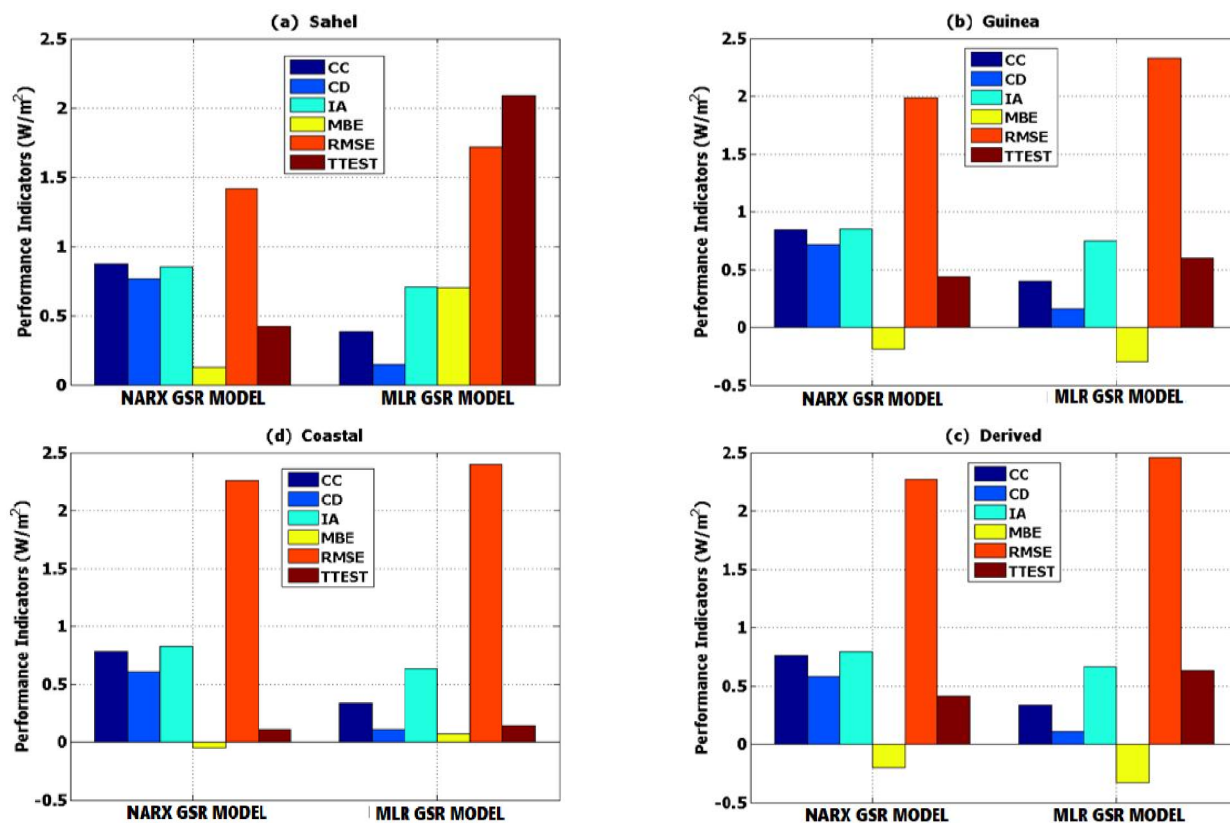 (a) Sahel
Performance Indicators (W/m²)
2.5
2
1.5
1
0.5
0
CC
CD
IA
MBE
RMSE
TTEST
NARX GSR MODEL
MLR GSR MODEL
(b) Guinea
Performance Indicators (W/m²)
2.5
2
1.5
1
0.5
0
-0.5
CC
CD
IA
MBE
RMSE
TTEST
NARX GSR MODEL
MLR GSR MODEL
(d) Coastal
Performance Indicators (W/m²)
2.5
2
1.5
1
0.5
0
-0.5
CC
CD
IA
MBE
RMSE
TTEST
NARX GSR MODEL
MLR GSR MODEL
(c) Derived
Performance Indicators (W/m²)
2.5
2
1.5
1
0.5
0
-0.5
CC
CD
IA
MBE
RMSE
TTEST
NARX GSR MODEL
MLR GSR MODEL